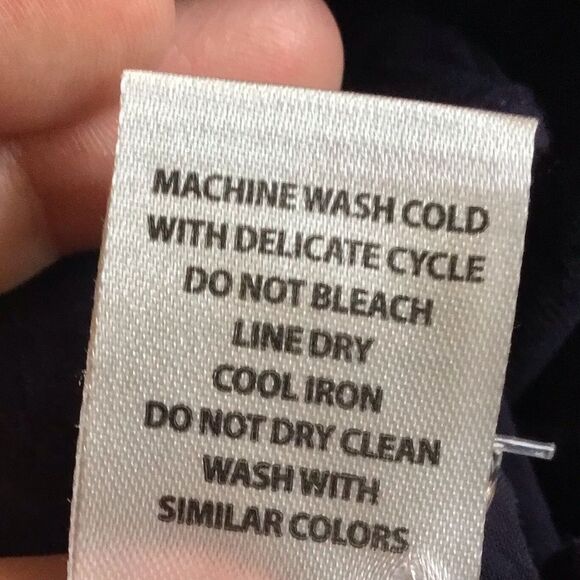 MACHINE WASH COLD
WITH DELICATE CYCLE
DO NOT BLEACH
LINE DRY
COOL IRON
DO NOT DRY CLEAN
WASH WITH
SIMILAR COLORS